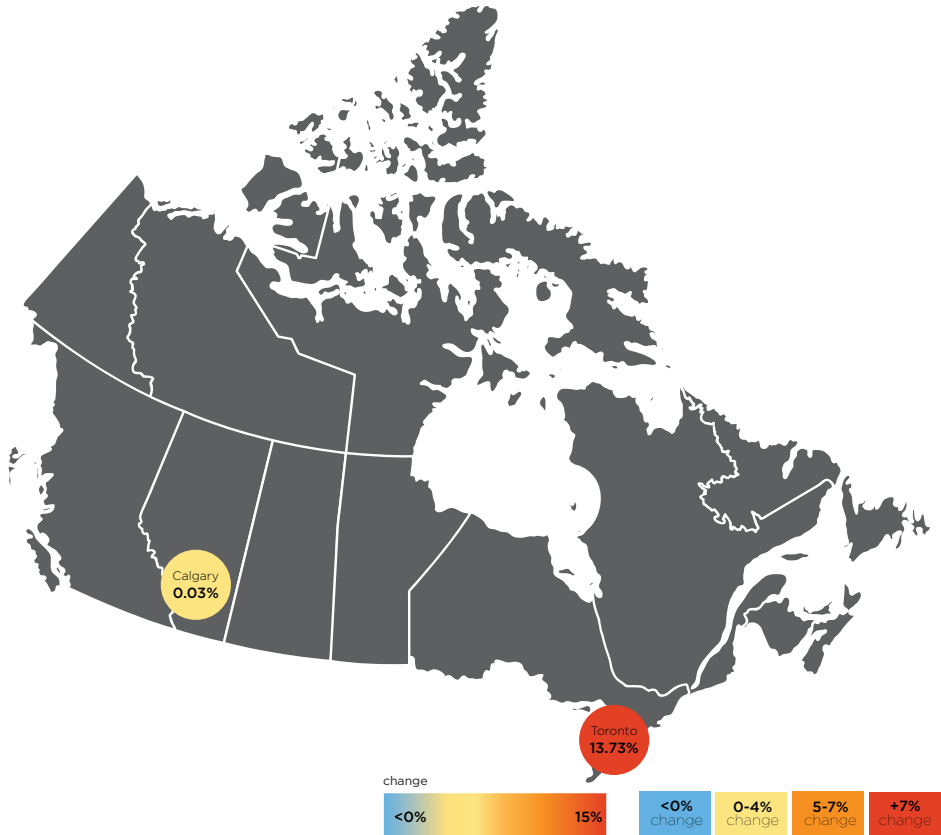 Calgary
0.03%
Toronto
13.73%
change
<0%
15%
<0%
change
0-4%
change
5-7%
change
+7%
change